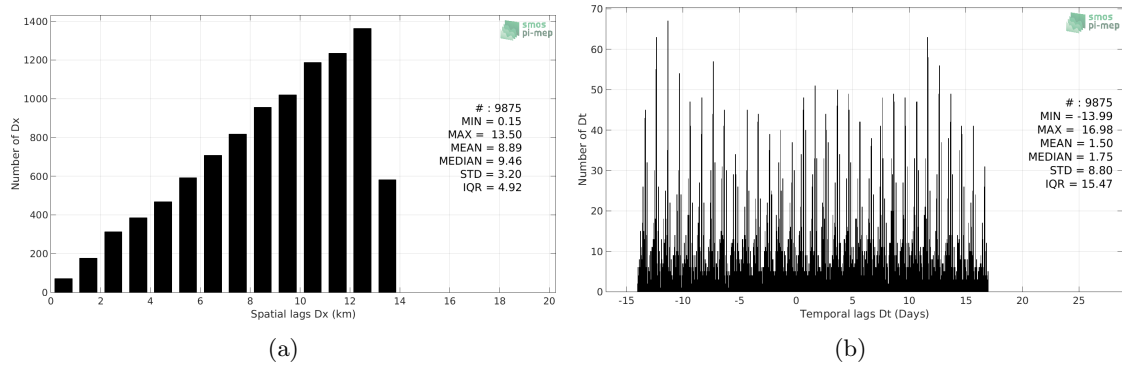 smos
pi-mep
1400
1200
1000
800
600
400
200
0
Number of Dx
# : 9875
MIN = 0.15
MAX = 13.50
MEAN = 8.89
MEDIAN = 9.46
STD = 3.20
IQR = 4.92
0 2 4 6 8 10 12 14 16 18 20
Spatial lags Dx (km)
(a)
smos
pi-mep
70
60
50
40
30
20
10
0
Number of Dt
# : 9875
MIN = -13.99
MAX = 16.98
MEAN = 1.50
MEDIAN = 1.75
STD = 8.80
IQR = 15.47
-15 -10 -5 0 5 10 15 20 25
Temporal lags Dt (Days)
(b)